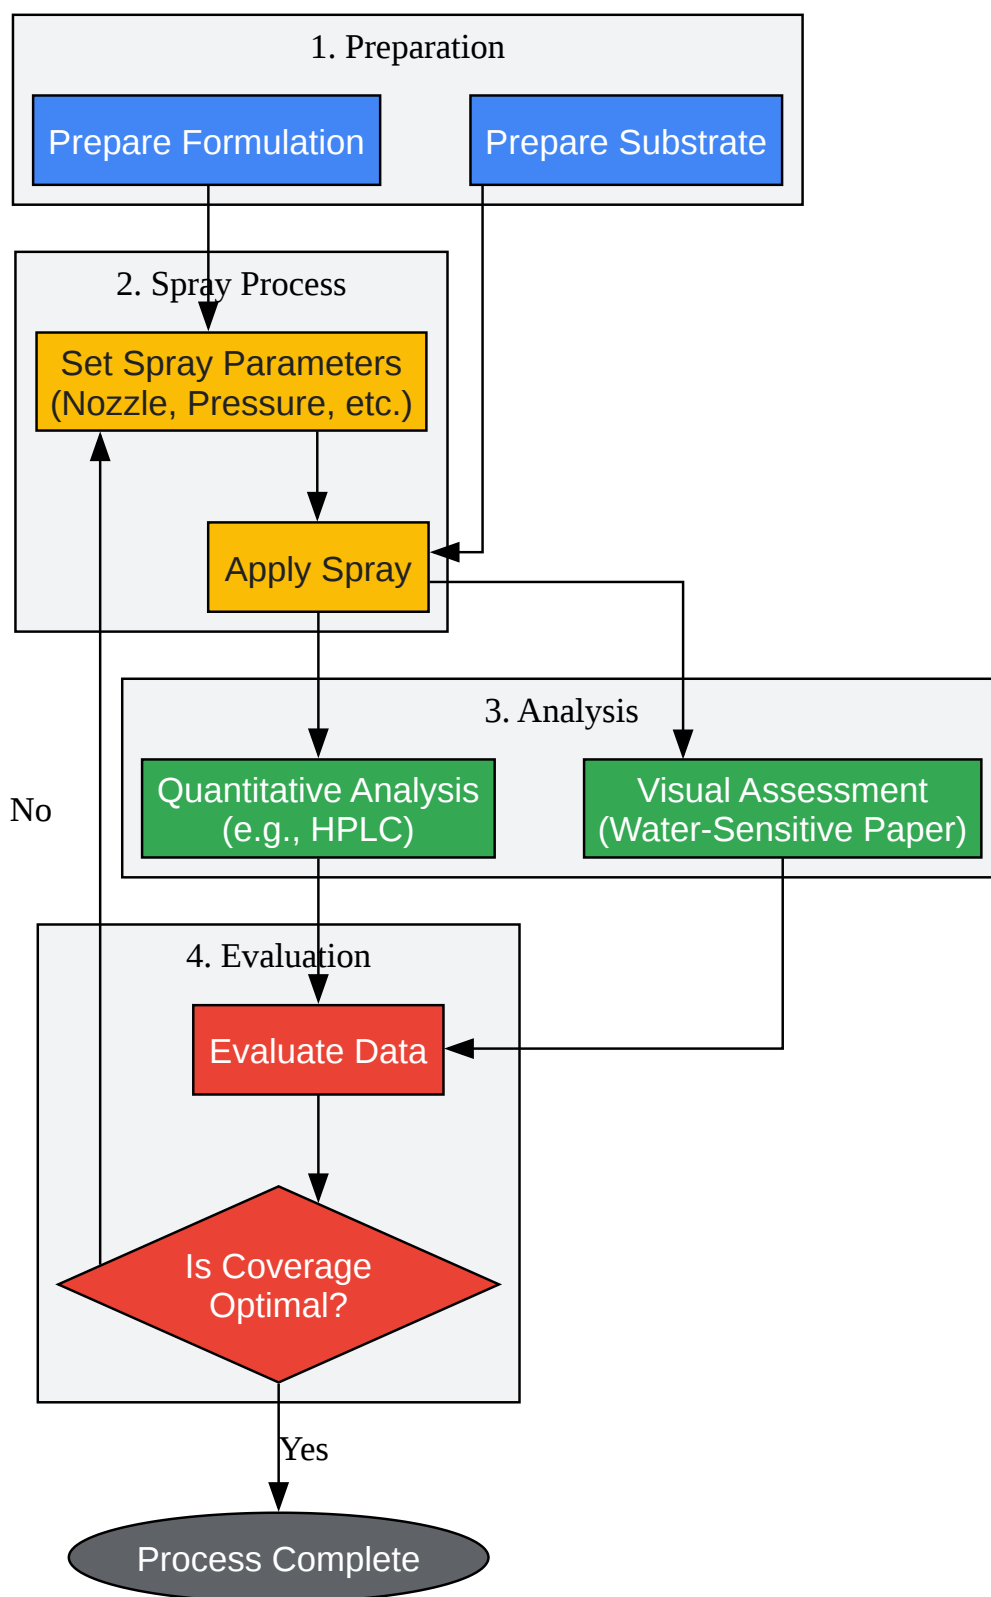 1. Preparation
Prepare Formulation
Prepare Substrate
2. Spray Process
Set Spray Parameters
(Nozzle, Pressure, etc.)
Apply Spray
3. Analysis
Quantitative Analysis
(e.g., HPLC)
Visual Assessment
(Water-Sensitive Paper)
No
4. Evaluation
Evaluate Data
Is Coverage
Optimal?
Yes
Process Complete